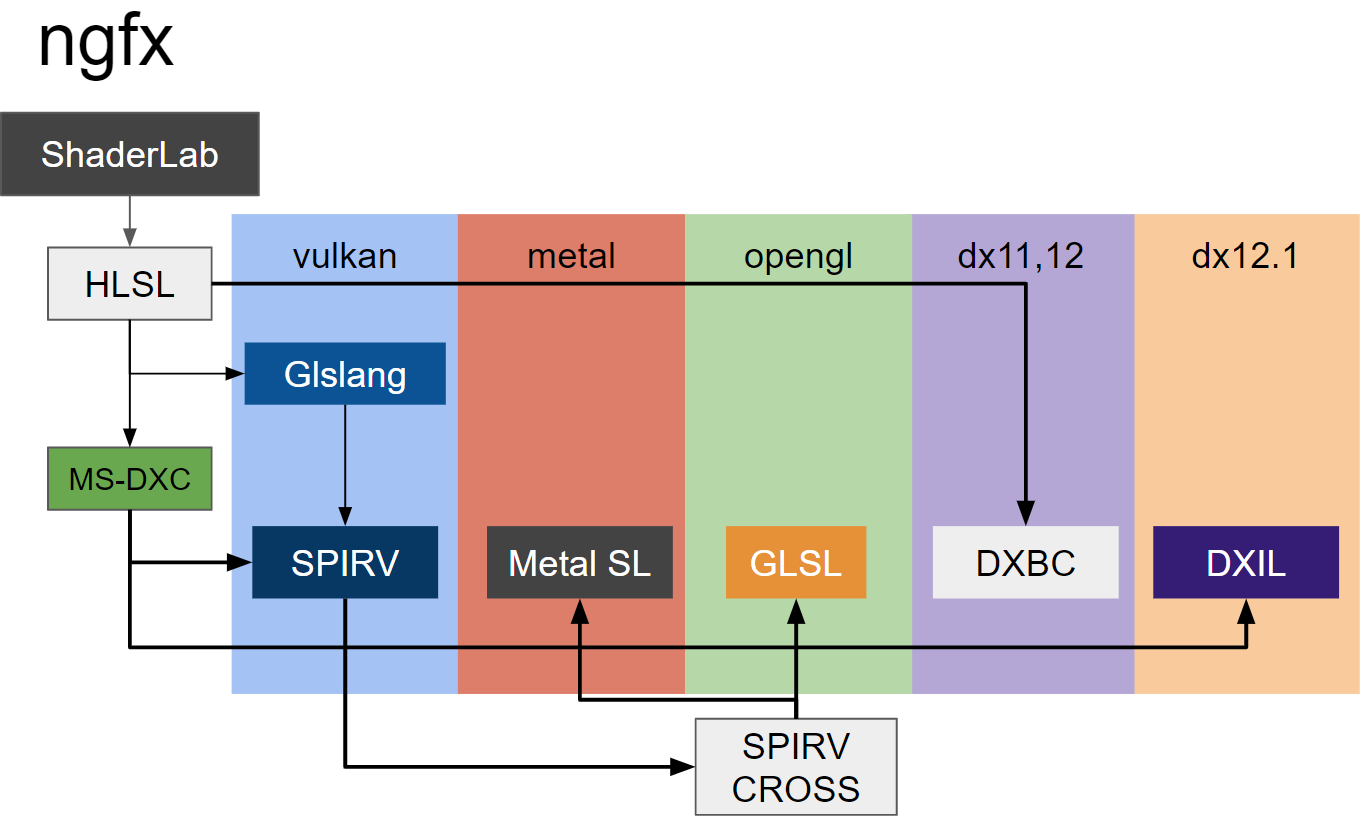 ngfx
ShaderLab
vulkan
metal
opengl
dx11,12
dx12.1
HLSL
Glslang
MS-DXC
SPIRV
Metal SL
GLSL
DXBC
DXIL
SPIRV
CROSS